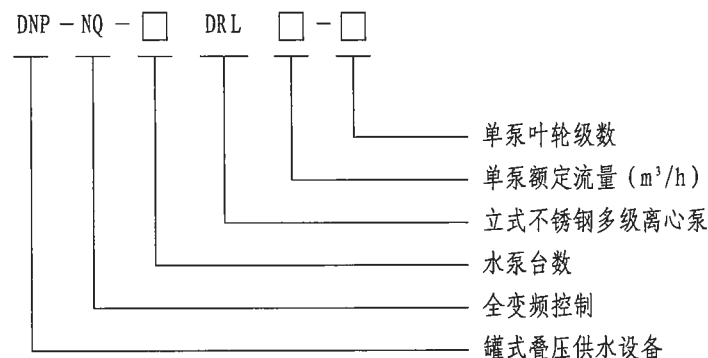 DNP-NQ-□ DRL □-□
单泵叶轮级数
单泵额定流量(m³/h)
立式不锈钢多级离心泵
水泵台数
全变频控制
罐式叠压供水设备